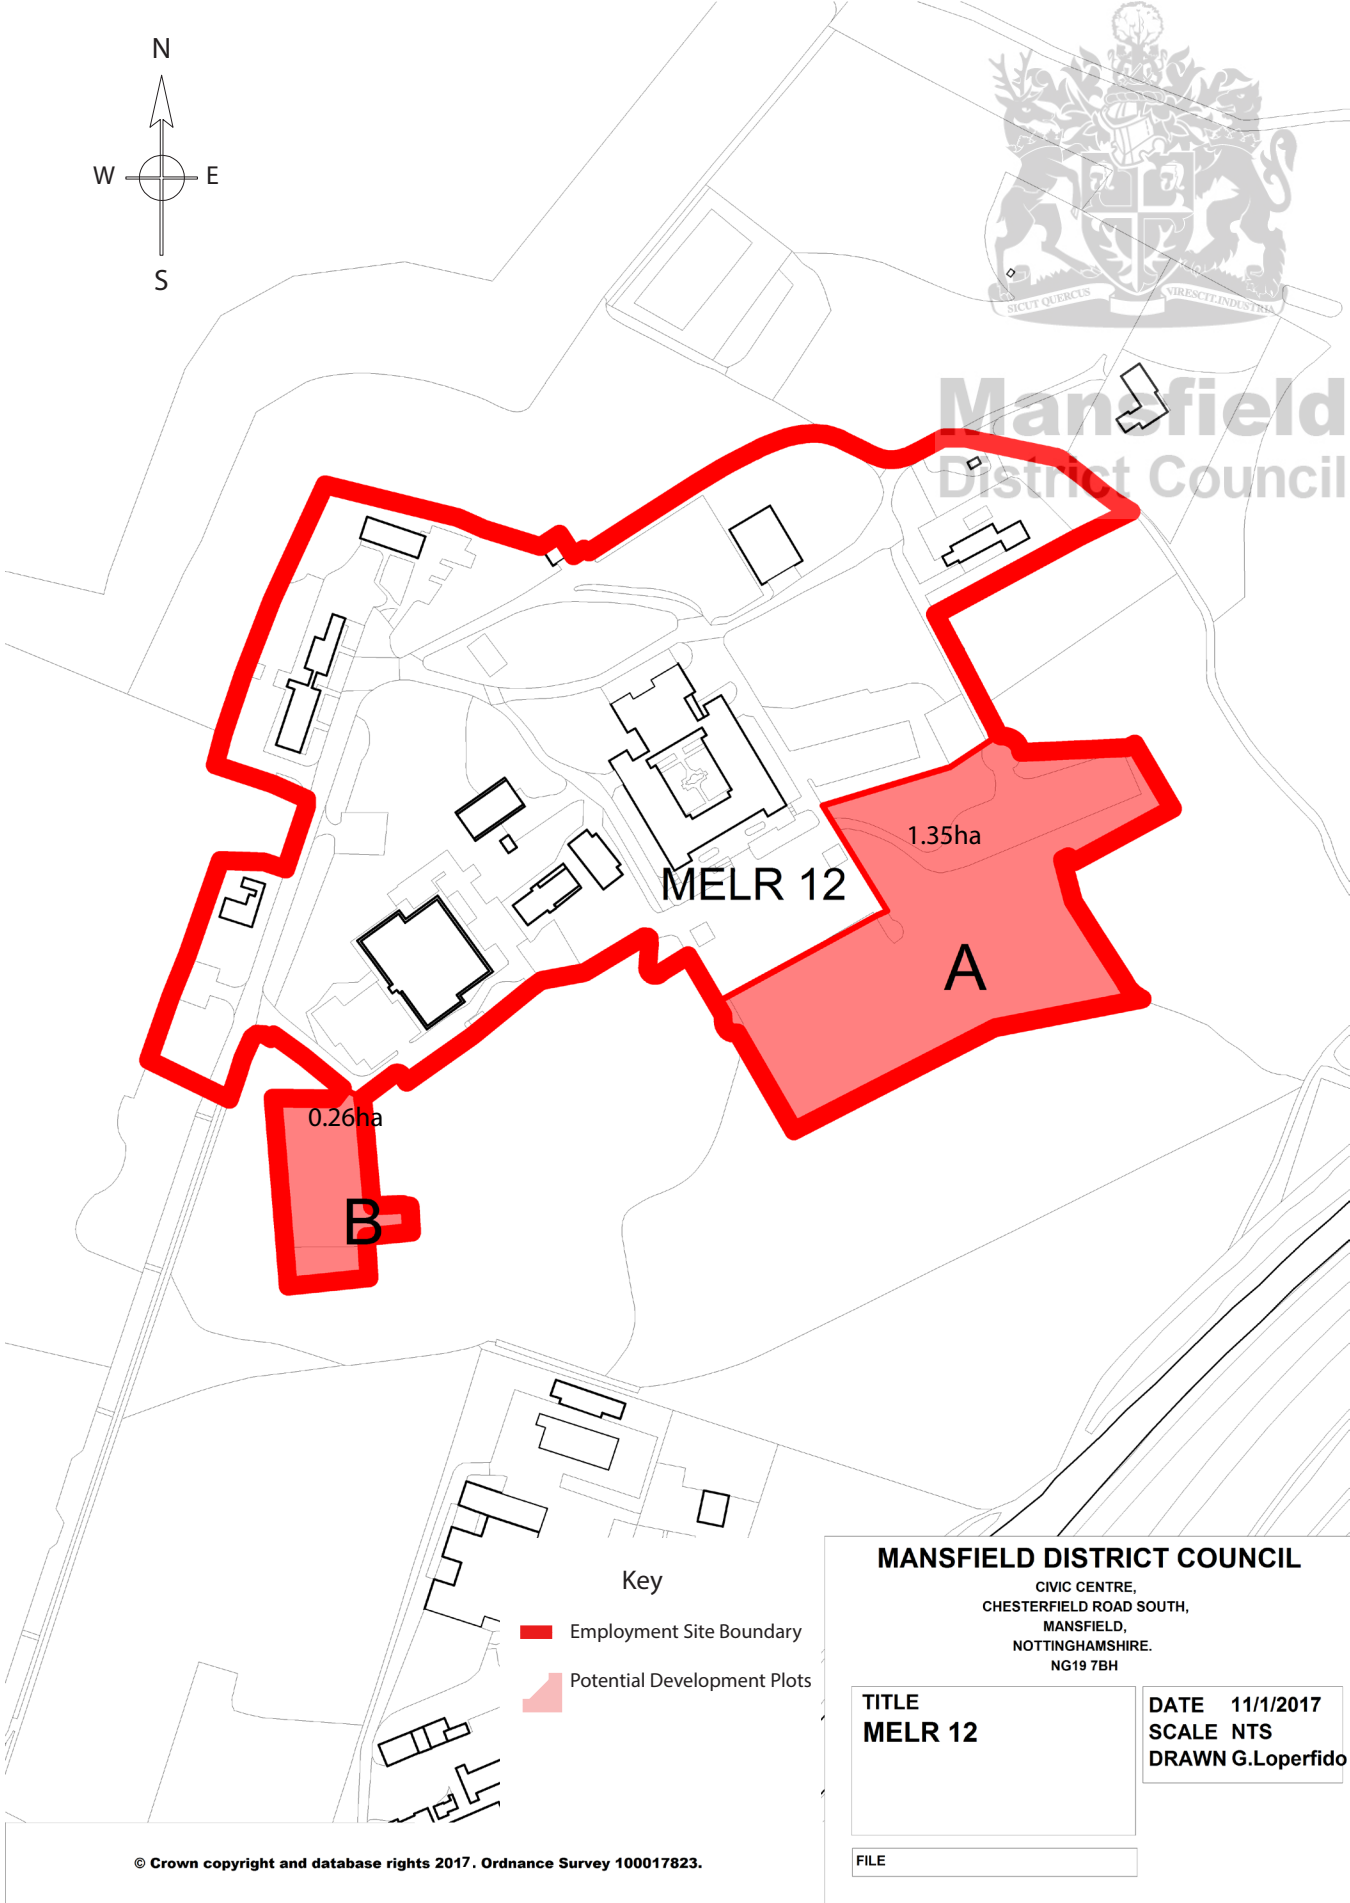 N
W E
S
SICUT QUERCUS VIRESCIT.INDUSTRIA
Mansfield
District Council
1.35ha
MELR 12
A
0.26ha
B
Key
Employment Site Boundary
Potential Development Plots
MANSFIELD DISTRICT COUNCIL
CIVIC CENTRE,
CHESTERFIELD ROAD SOUTH,
MANSFIELD,
NOTTINGHAMSHIRE.
NG19 7BH
TITLE
MELR 12
DATE 11/1/2017
SCALE NTS
DRAWN G.Loperfido
FILE
© Crown copyright and database rights 2017. Ordnance Survey 100017823.